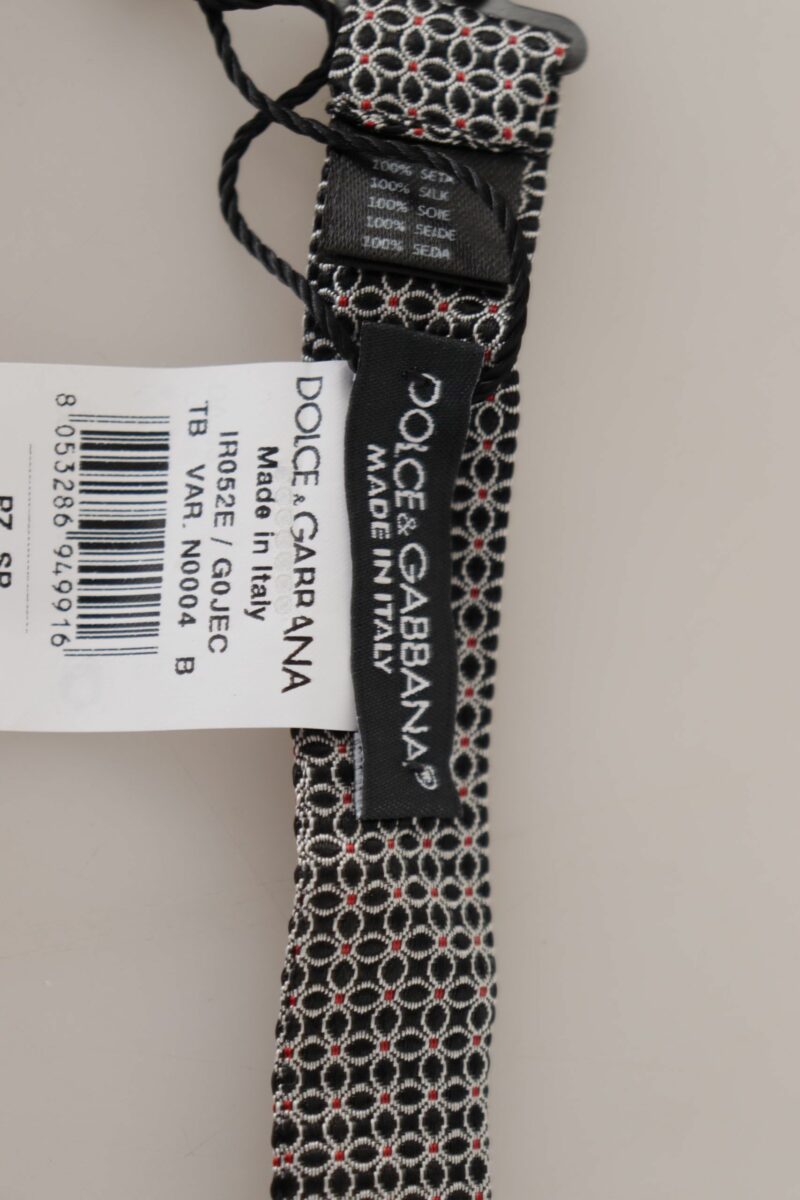 100% SETA
100% SILK
100% SOIE
100% SEIDE
100% SEDA
DOLCE & GABBANA
MADE IN ITALY
DOLCE & GABBANA
Made in Italy
IR052E / G0JEC
TB VAR. N0004 B
8 053286 949916